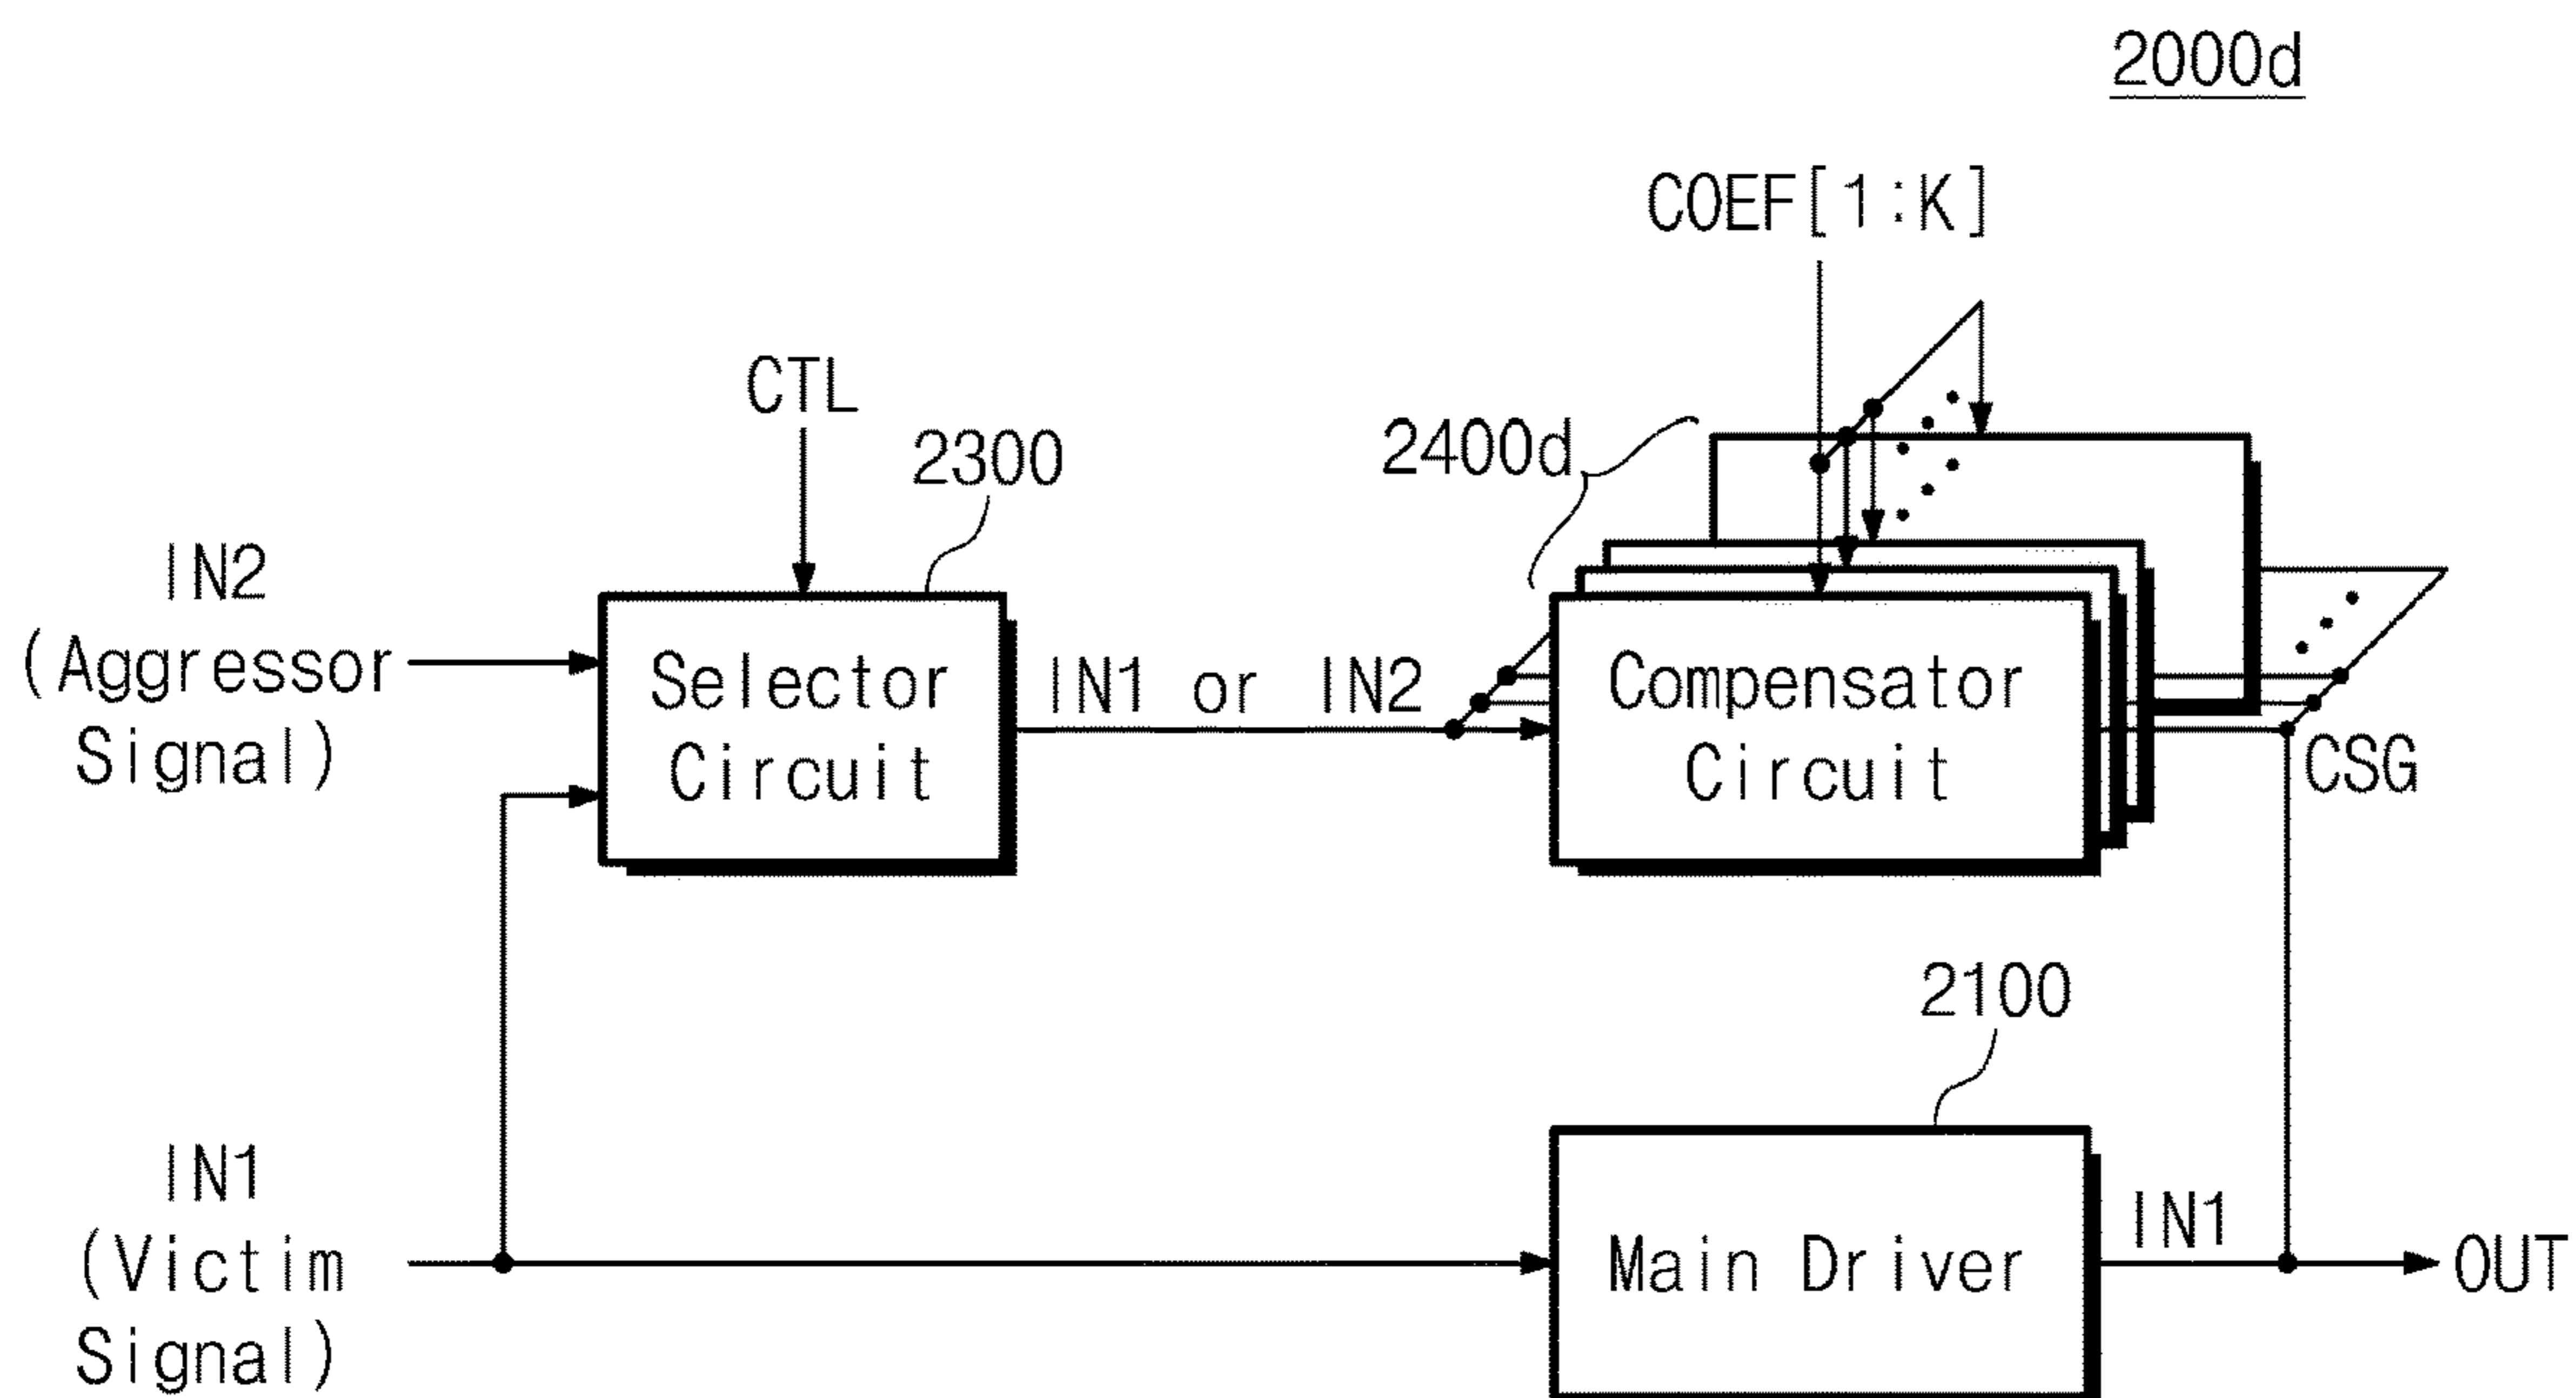 2000d
COEF[1:K]
CTL
2300
2400d
IN2
(Aggressor
Signal)
Selector
Circuit
IN1 or IN2
Compensator
Circuit
CSG
2100
IN1
(Victim
Signal)
Main Driver
IN1
OUT